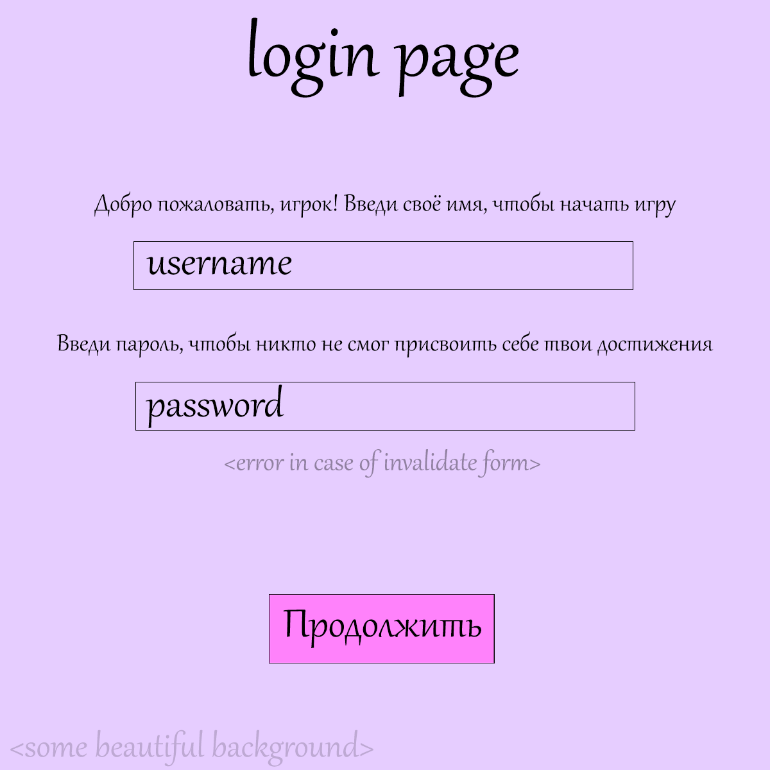 login page
Добро пожаловать, игрок! Введи своё имя, чтобы начать игру
username
Введи пароль, чтобы никто не смог присвоить себе твои достижения
password
<error in case of invalidate form>
Продолжить
<some beautiful background>